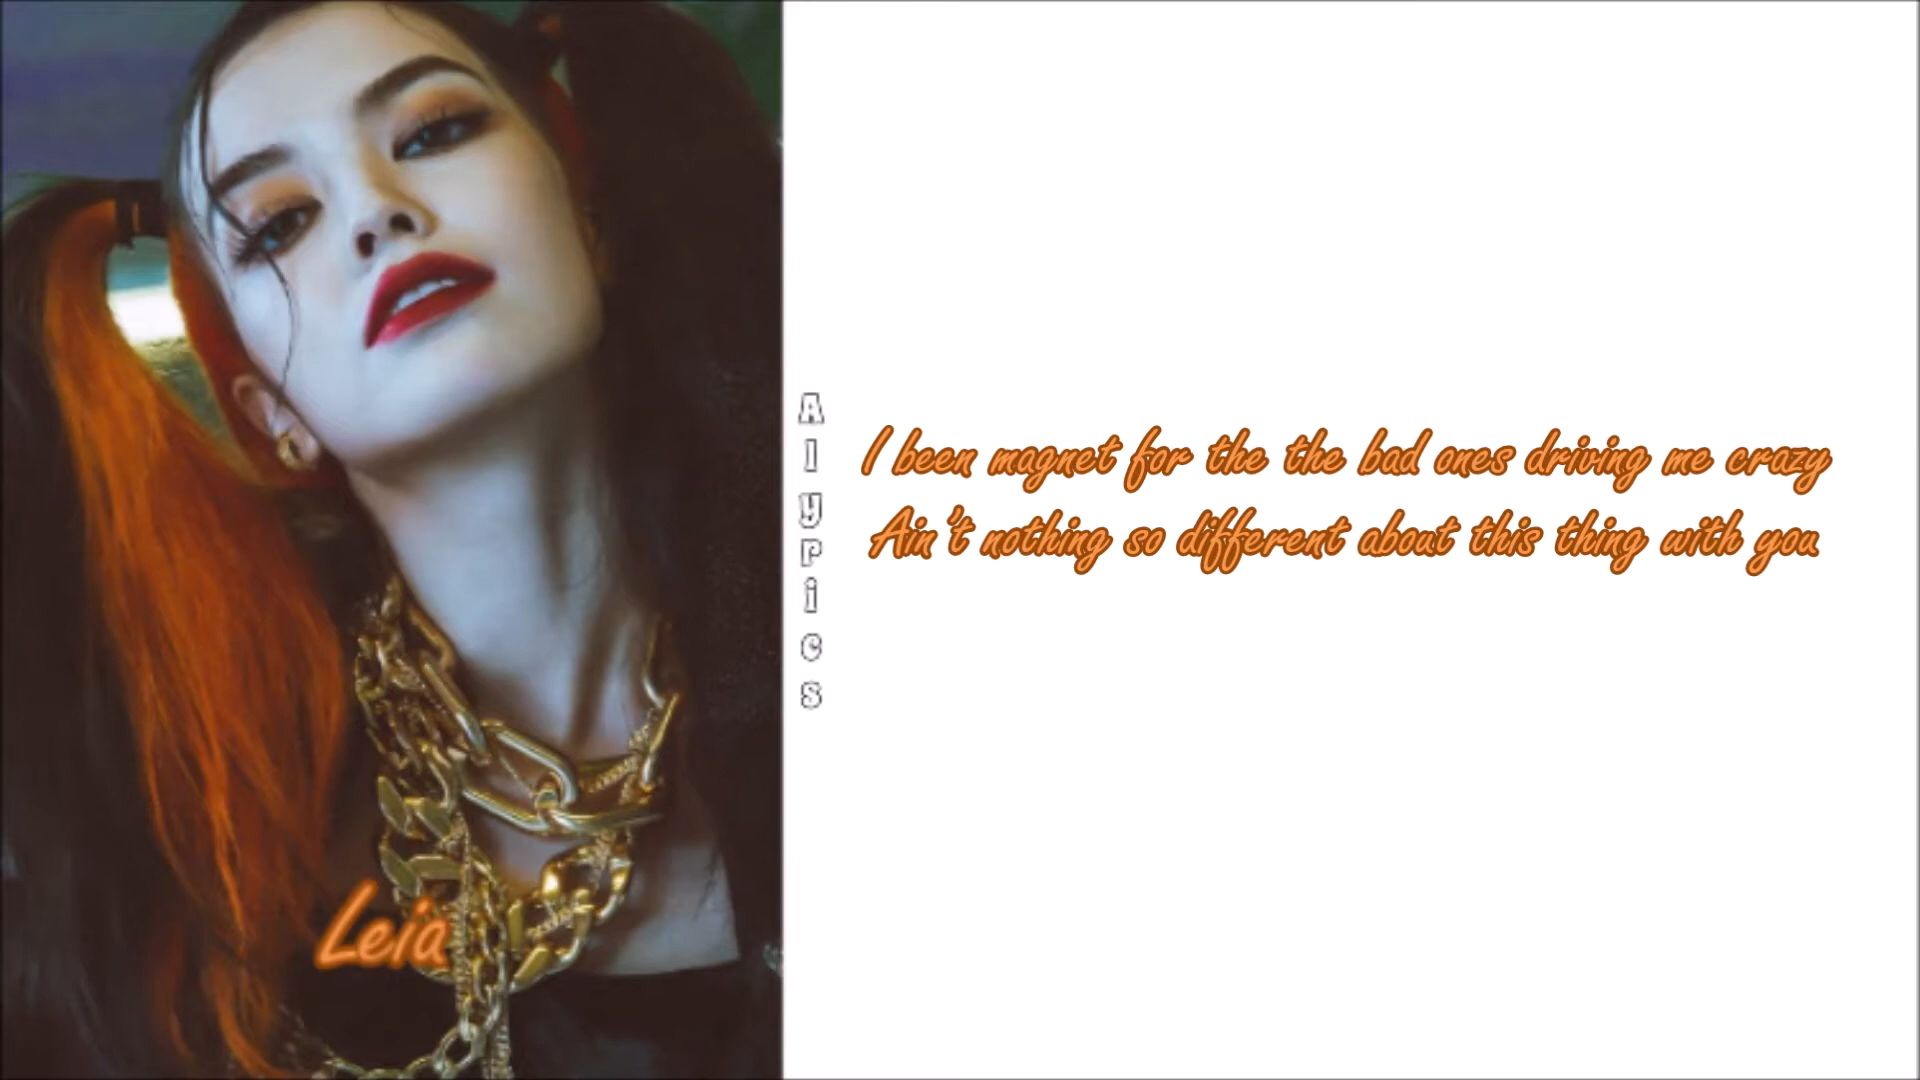 Leia
Alypics
I been magnet for the the bad ones driving me crazy
Ain't nothing so different about this thing with you